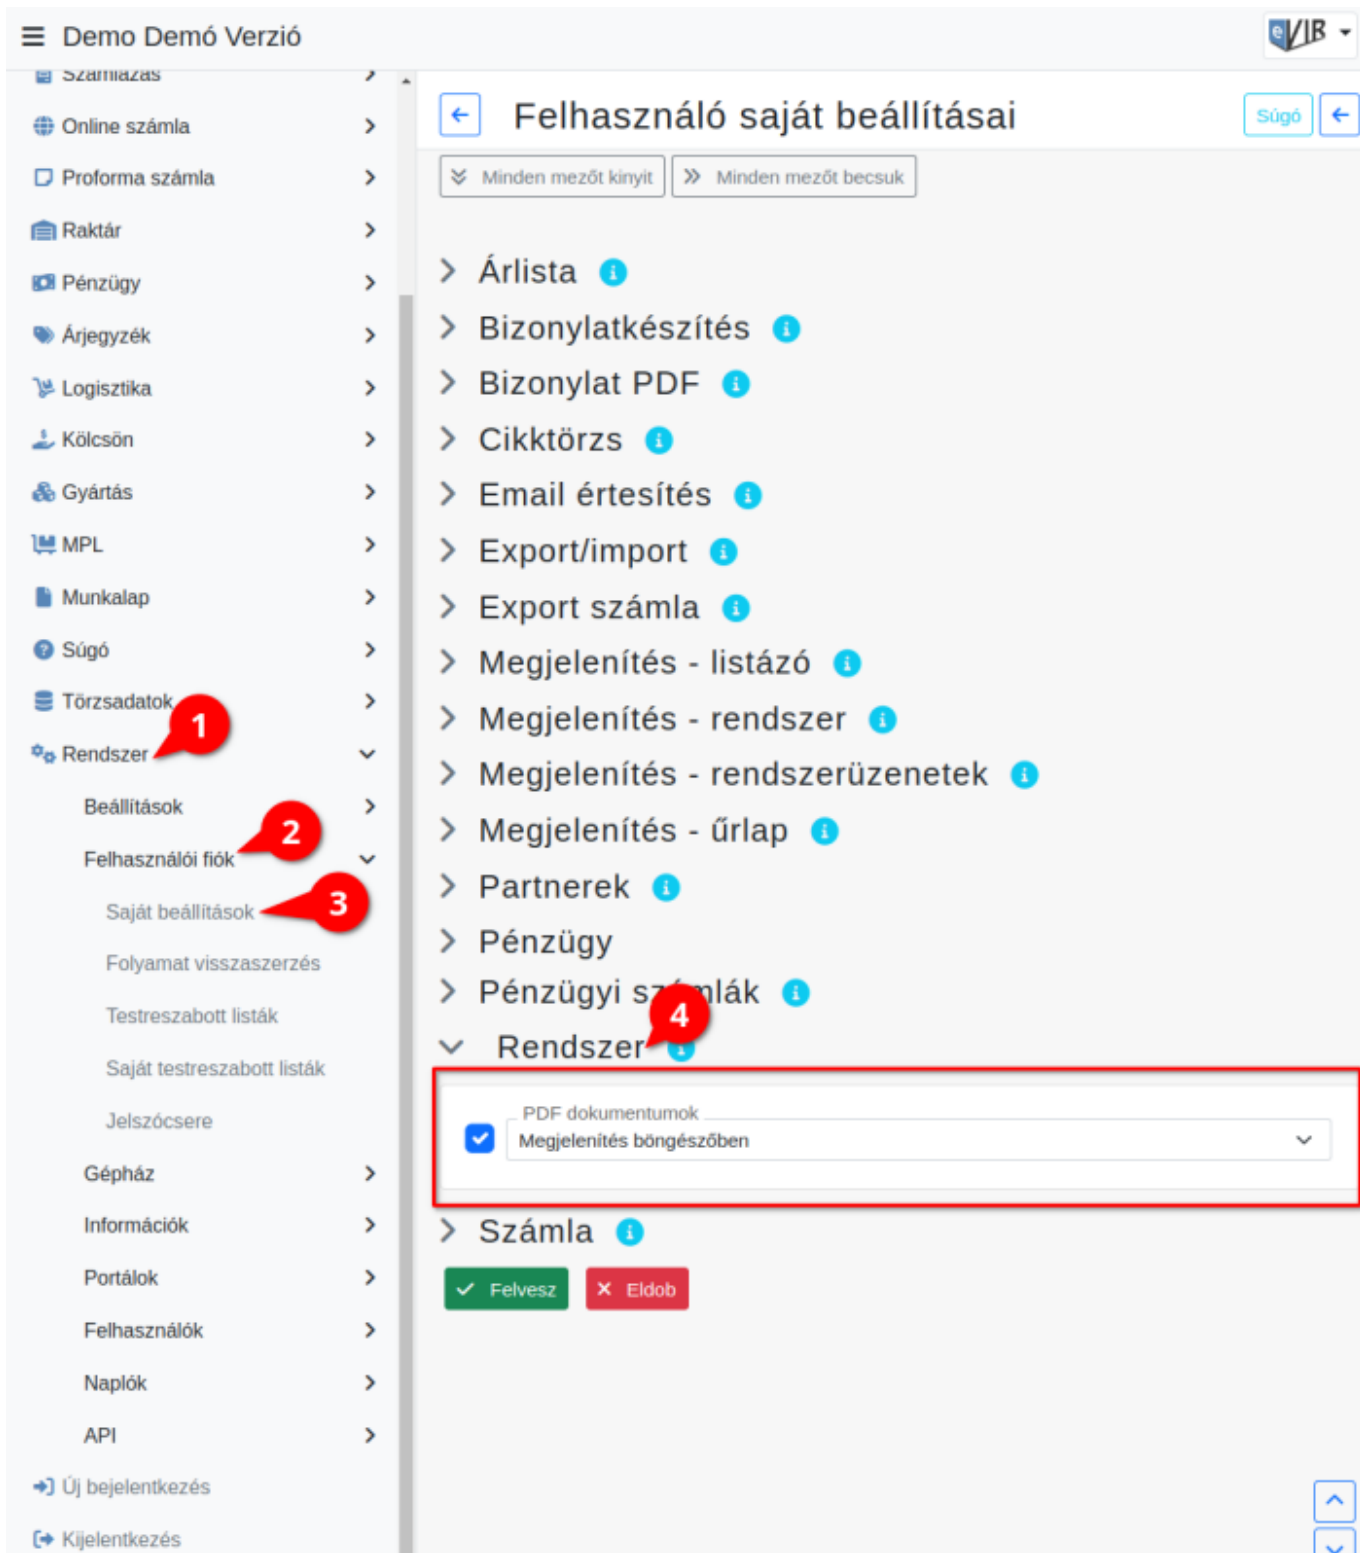 Demo Demó Verzió
eVIR
Számlázás
Online számla
Proforma számla
Raktár
Pénzügy
Árjegyzék
Logisztika
Kölcsön
Gyártás
MPL
Munkalap
Súgó
Törzsadatok
1
Rendszer
Beállítások
2
Felhasználói fiók
3
Saját beállítások
Folyamat visszaszerzés
Testreszabott listák
Saját testreszabott listák
Jelszócsere
Gépház
Információk
Portálok
Felhasználók
Naplók
API
Új bejelentkezés
Kijelentkezés
Felhasználó saját beállításai
Súgó
Minden mezőt kinyit
Minden mezőt becsuk
Árlista
Bizonylatkészítés
Bizonylat PDF
Cikktörzs
Email értesítés
Export/import
Export számla
Megjelenítés - listázó
Megjelenítés - rendszer
Megjelenítés - rendszerüzenetek
Megjelenítés - űrlap
Partnerek
Pénzügy
Pénzügyi számlák
4
Rendszer
PDF dokumentumok
Megjelenítés böngészőben
Számla
Felvesz
Eldob